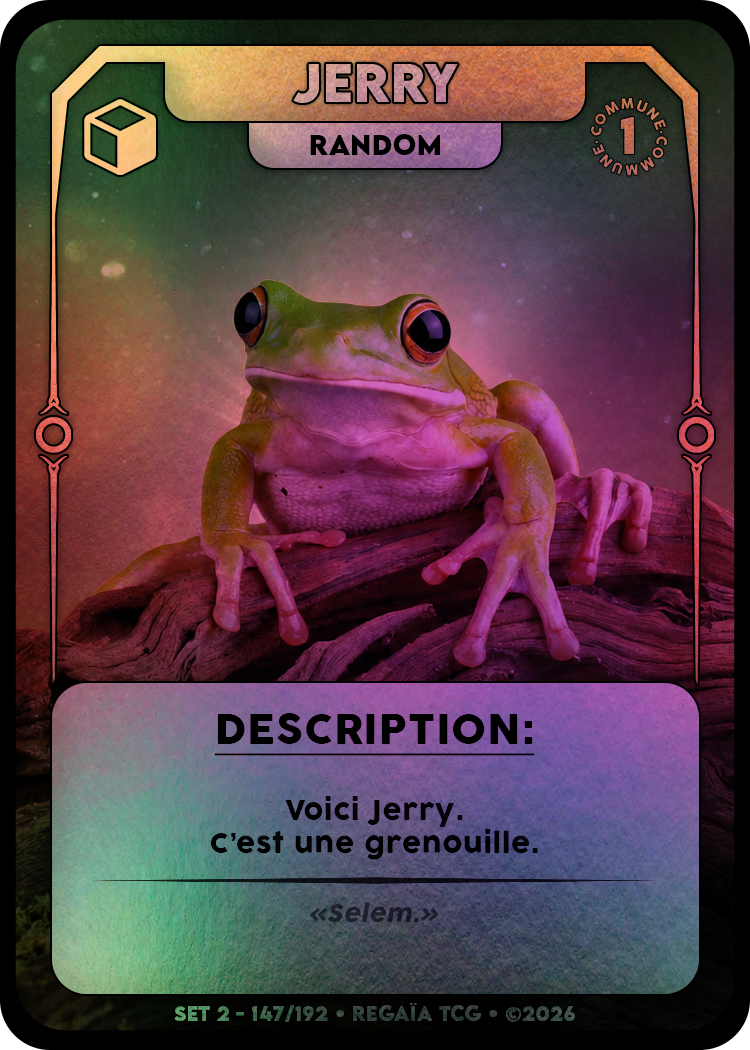 JERRY
RANDOM
COMMUNE·COMMUNE·
1
DESCRIPTION:
Voici Jerry.
C'est une grenouille.
«Selem.»
SET 2 - 147/192 • REGAÏA TCG • ©2026